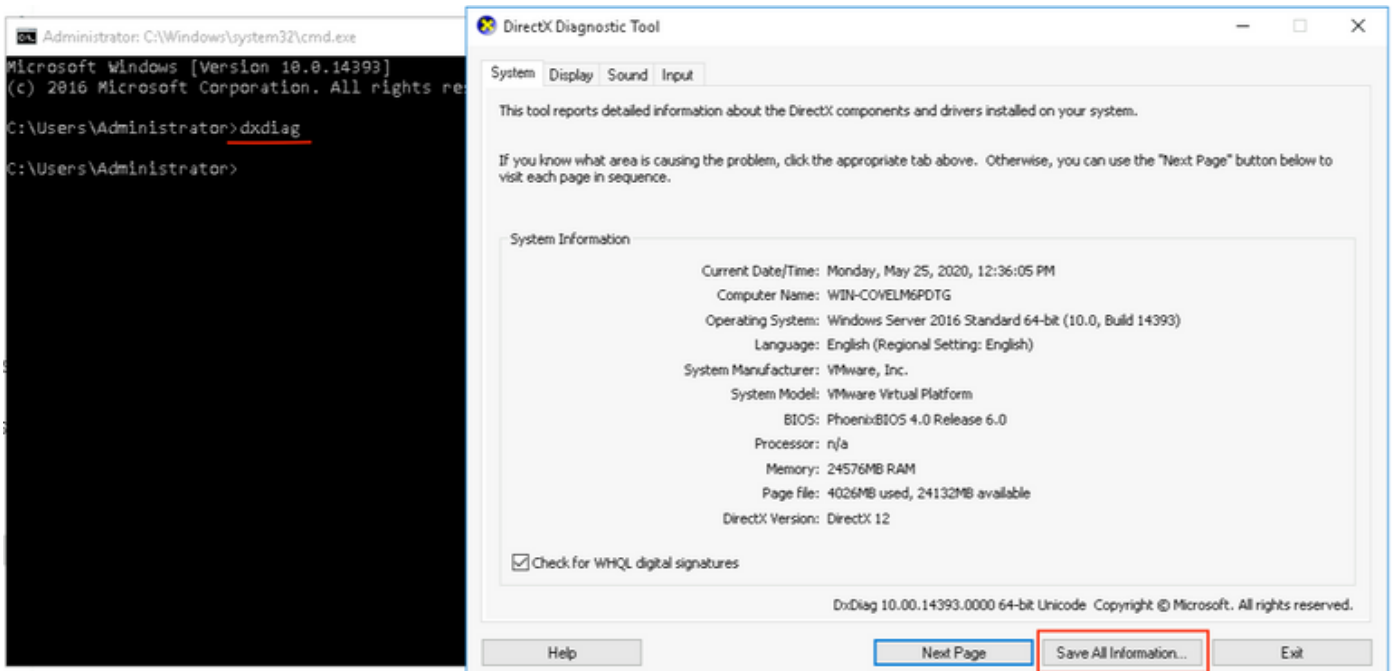 Administrator: C:\Windows\system32\cmd.exe
Microsoft Windows [Version 10.0.14393]
(c) 2016 Microsoft Corporation. All rights re
C:\Users\Administrator>dxdiag
C:\Users\Administrator>
DirectX Diagnostic Tool
System Display Sound Input
This tool reports detailed information about the DirectX components and drivers installed on your system.
If you know what area is causing the problem, click the appropriate tab above. Otherwise, you can use the "Next Page" button below to
visit each page in sequence.
System Information
Current Date/Time: Monday, May 25, 2020, 12:36:05 PM
Computer Name: WIN-COVELM6PDTG
Operating System: Windows Server 2016 Standard 64-bit (10.0, Build 14393)
Language: English (Regional Setting: English)
System Manufacturer: VMware, Inc.
System Model: VMware Virtual Platform
BIOS: PhoenixBIOS 4.0 Release 6.0
Processor: n/a
Memory: 24576MB RAM
Page file: 4026MB used, 24132MB available
DirectX Version: DirectX 12
Check for WHQL digital signatures
DxDiag 10.00.14393.0000 64-bit Unicode Copyright © Microsoft. All rights reserved.
Help Next Page Save All Information... Exit